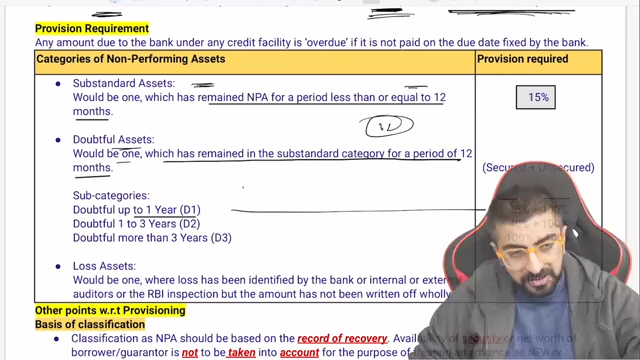 Provision Requirement
Any amount due to the bank under any credit facility is 'overdue' if it is not paid on the due date fixed by the bank.
Categories of Non-Performing Assets
Provision required
• Substandard Assets:
Would be one, which has remained NPA for a period less than or equal to 12
months.
15%
12
• Doubtful Assets:
Would be one, which has remained in the substandard category for a period of 12
months.
(Secured + Unsecured)
Sub-categories:
Doubtful up to 1 Year (D1)
Doubtful 1 to 3 Years (D2)
Doubtful more than 3 Years (D3)
• Loss Assets:
Would be one, where loss has been identified by the bank or internal or
auditors or the RBI inspection but the amount has not been written off wholly
Other points w.r.t Provisioning
Basis of classification
• Classification as NPA should be based on the record of recovery.
borrower/guarantor is not to be taken into account for the purpose of